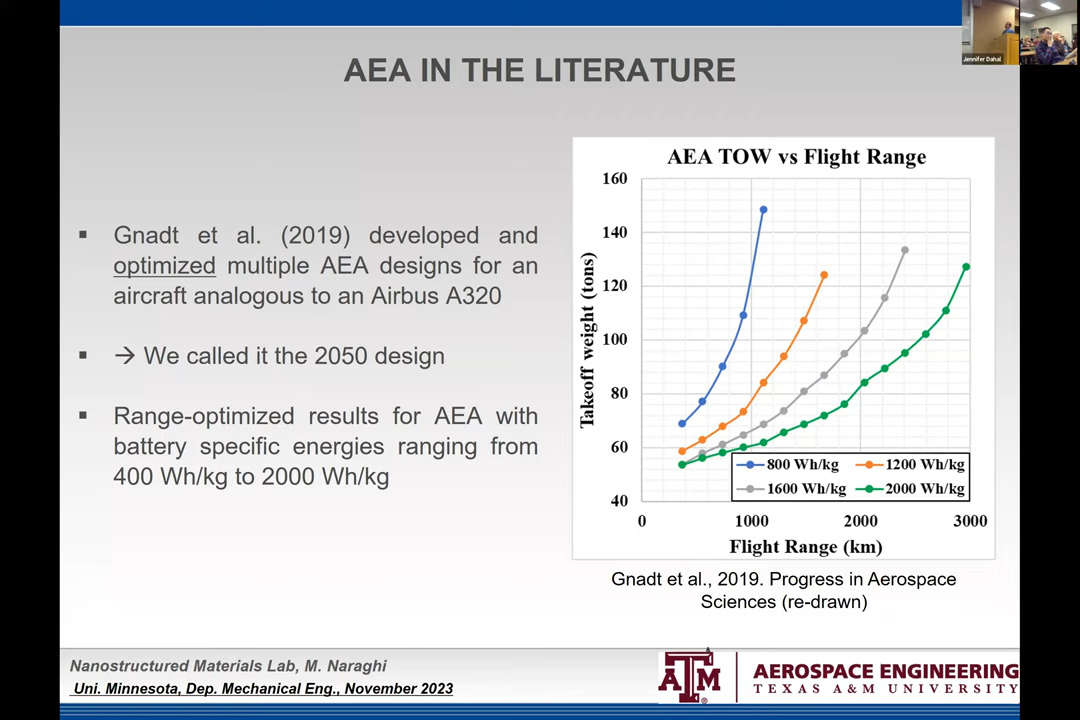 Jennifer Dahal
AEA IN THE LITERATURE
▪ Gnadt et al. (2019) developed and
optimized multiple AEA designs for an
aircraft analogous to an Airbus A320
▪ → We called it the 2050 design
▪ Range-optimized results for AEA with
battery specific energies ranging from
400 Wh/kg to 2000 Wh/kg
AEA TOW vs Flight Range
Takeoff weight (tons)
160
140
120
100
80
60
40
800 Wh/kg 1200 Wh/kg
1600 Wh/kg 2000 Wh/kg
0 1000 2000 3000
Flight Range (km)
Gnadt et al., 2019. Progress in Aerospace
Sciences (re-drawn)
Nanostructured Materials Lab, M. Naraghi
Uni. Minnesota, Dep. Mechanical Eng., November 2023
ATM
AEROSPACE ENGINEERING
TEXAS A&M UNIVERSITY